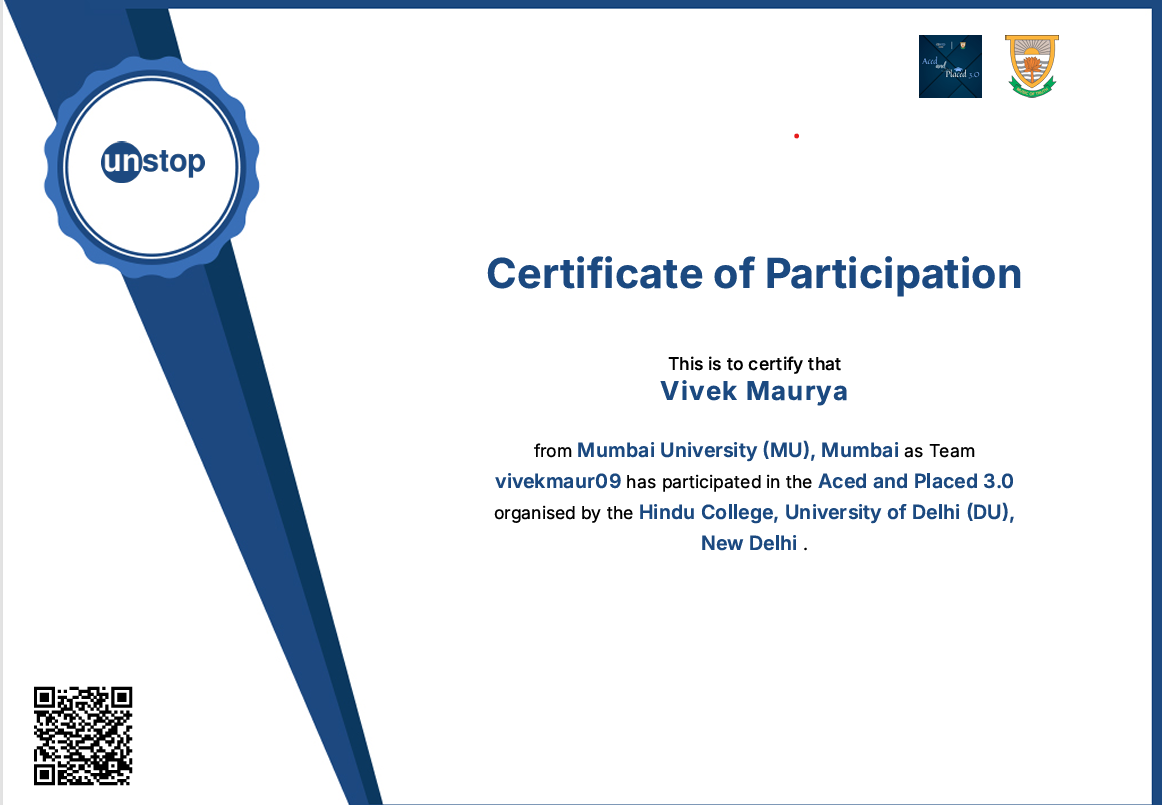 Aced
and
Placed 3.0
unstop
Certificate of Participation
This is to certify that
Vivek Maurya
from Mumbai University (MU), Mumbai as Team
vivekmaur09 has participated in the Aced and Placed 3.0
organised by the Hindu College, University of Delhi (DU),
New Delhi .